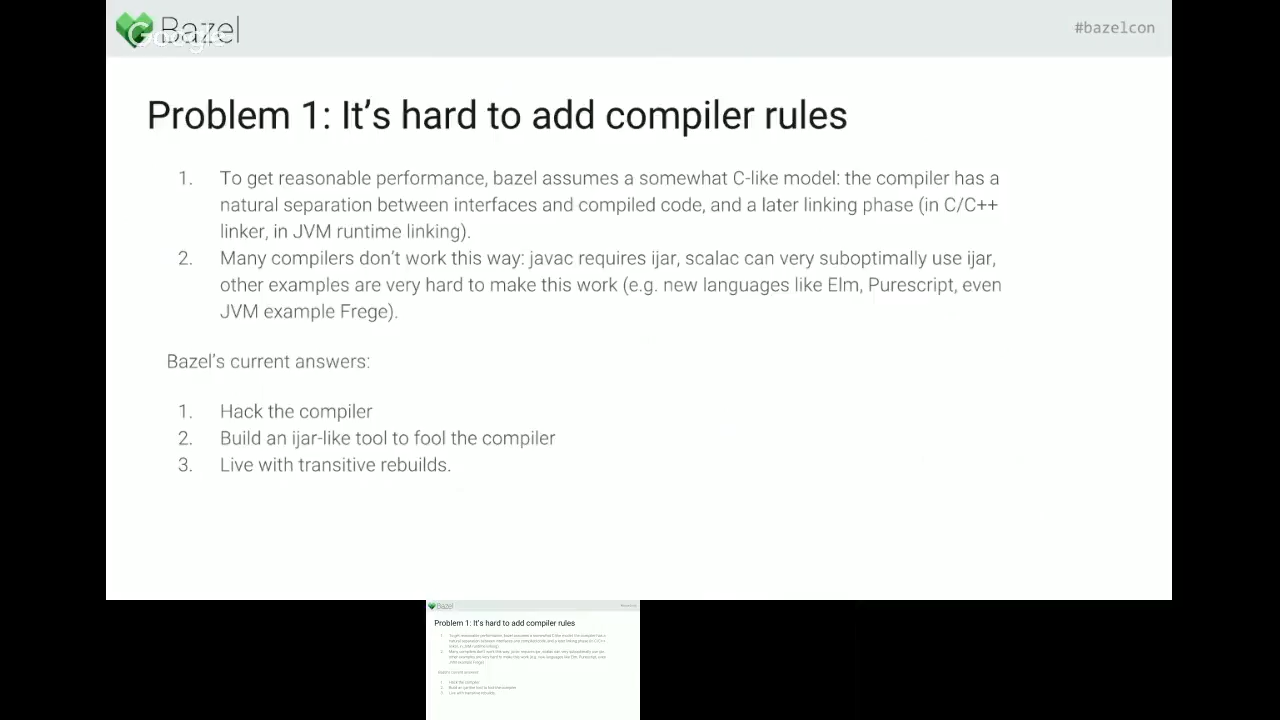 Bazel
Google
#bazelcon
Problem 1: It’s hard to add compiler rules
1. To get reasonable performance, bazel assumes a somewhat C-like model: the compiler has a
natural separation between interfaces and compiled code, and a later linking phase (in C/C++
linker, in JVM runtime linking).
2. Many compilers don’t work this way: javac requires ijar, scalac can very suboptimally use ijar,
other examples are very hard to make this work (e.g. new languages like Elm, Purescript, even
JVM example Frege).
Bazel’s current answers:
1. Hack the compiler
2. Build an ijar-like tool to fool the compiler
3. Live with transitive rebuilds.
Bazel
Problem 1: It’s hard to add compiler rules